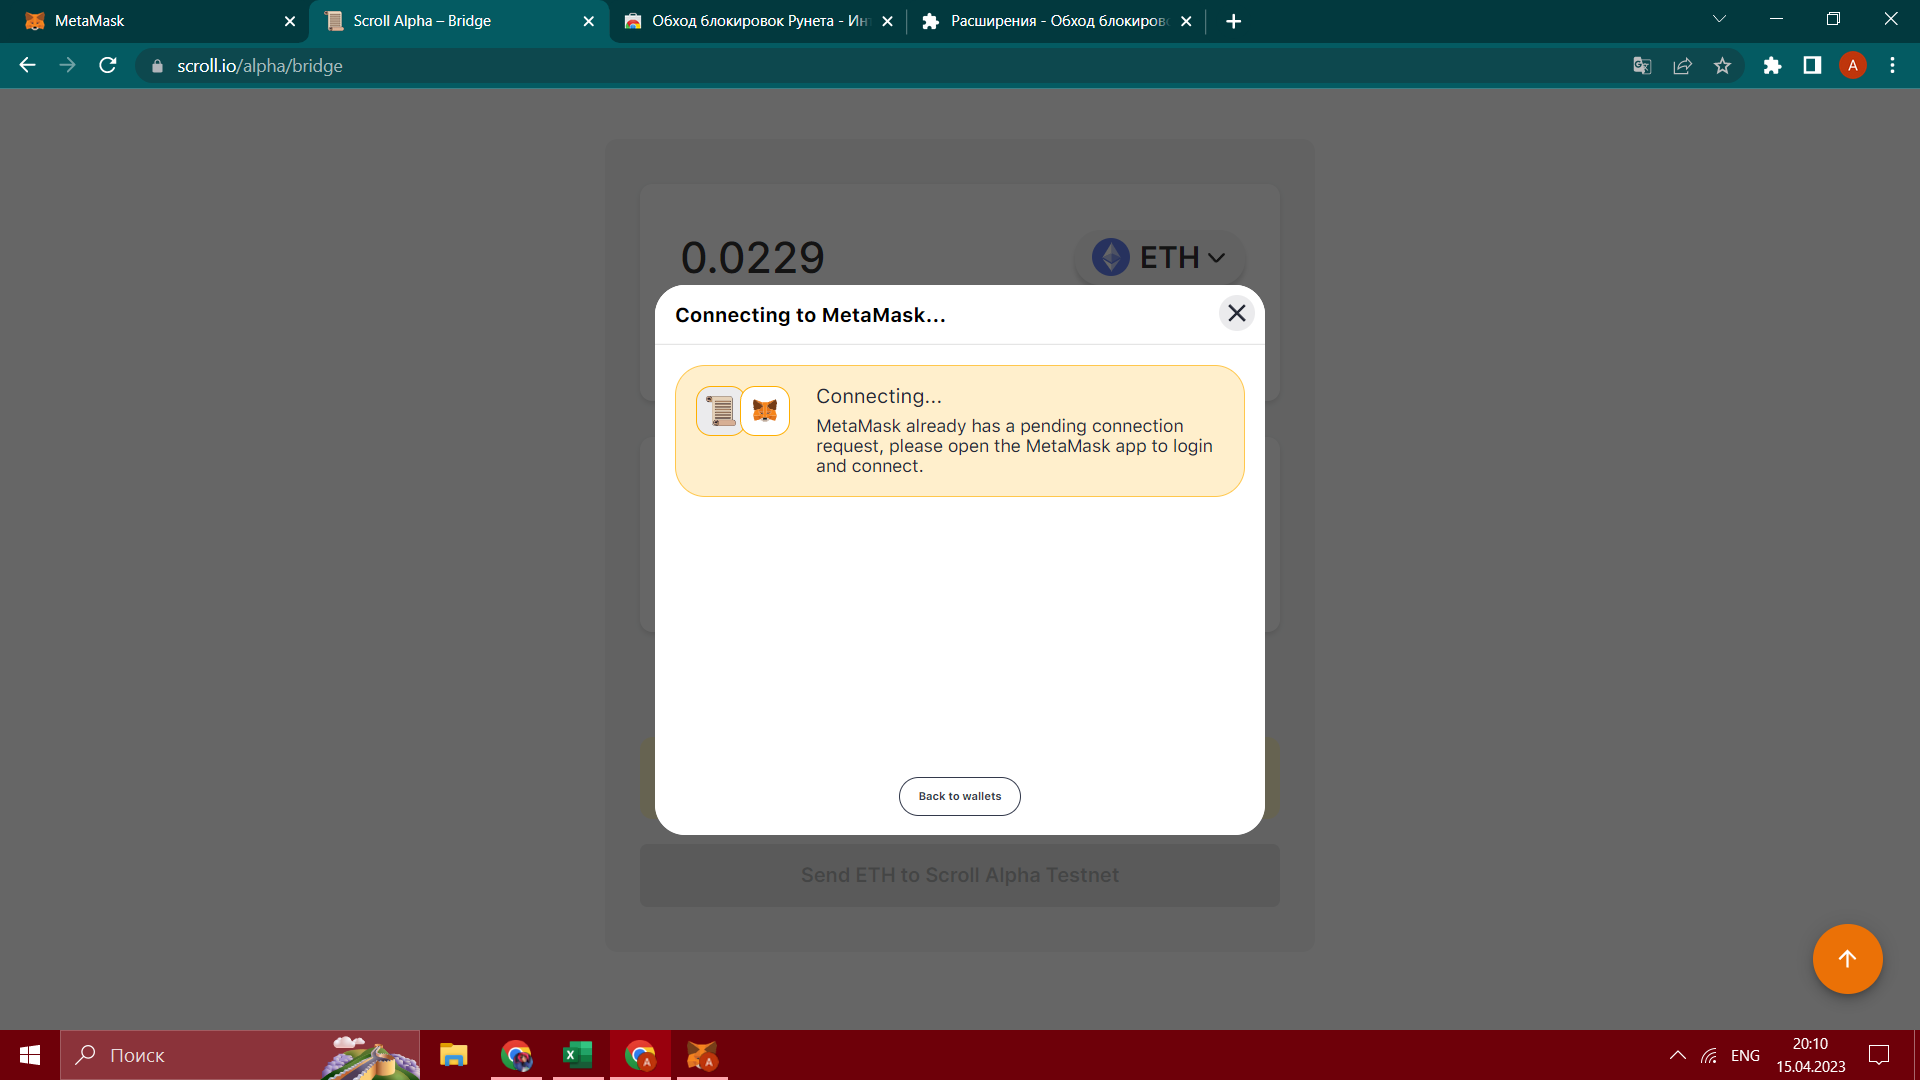 MetaMask
Scroll Alpha – Bridge
Обход блокировок Рунета - Ин
Расширения - Обход блокиров
scroll.io/alpha/bridge
A
0.0229
ETH
Connecting to MetaMask...
Connecting...
MetaMask already has a pending connection
request, please open the MetaMask app to login
and connect.
Back to wallets
Send ETH to Scroll Alpha Testnet
Поиск
ENG
20:10
15.04.2023